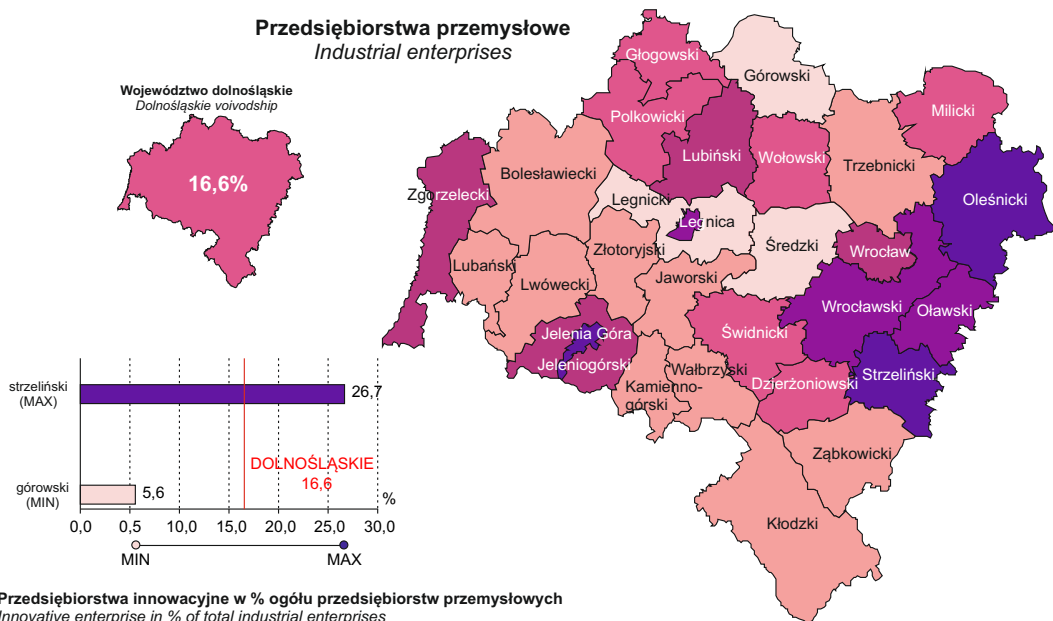 Przedsiębiorstwa przemysłowe
Industrial enterprises
Województwo dolnośląskie
Dolnośląskie voivodship
16,6%
Głogowski
Górowski
Milicki
Polkowicki
Lubiński
Wołowski
Trzebnicki
Bolesławiecki
Zgorzelecki
Legnicki
Legnica
Oleśnicki
Średzki
Wrocław
Złotoryjski
Lubański
Lwówecki
Jaworski
Wrocławski
Oławski
Jelenia Góra
Świdnicki
Jeleniogórski
Wałbrzyski
Strzeliński
Kamienno-
górski
Dzierżoniowski
Ząbkowicki
Kłodzki
strzeliński
(MAX)
26,7
DOLNOŚLĄSKIE
16,6
górowski
(MIN)
5,6
%
0,0 0,5 10,0 15,0 20,0 25,0 30,0
MIN MAX
Przedsiębiorstwa innowacyjne w % ogółu przedsiębiorstw przemysłowych
Innovative enterprise in % of total industrial enterprises